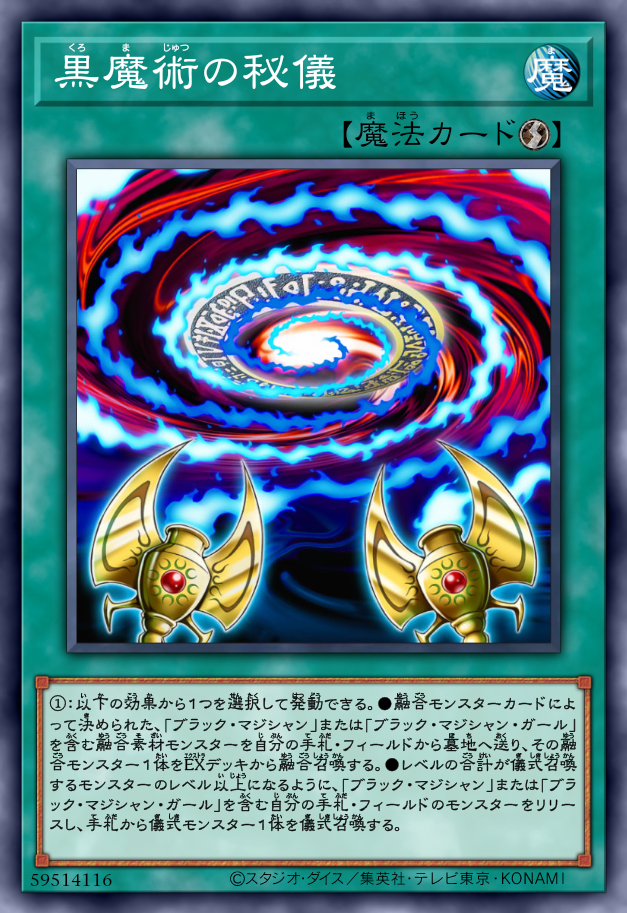 黒魔術の秘儀
魔
【魔法カード】
①：以下の効果から１つを選択して発動できる。●融合モンスターカードによ
って決められた、「ブラック・マジシャン」または「ブラック・マジシャン・ガール」
を含む融合素材モンスターを自分の手札・フィールドから墓地へ送り、その融
合モンスター１体をEXデッキから融合召喚する。●レベルの合計が儀式召喚
するモンスターのレベル以上になるように、「ブラック・マジシャン」または「ブラ
ック・マジシャン・ガール」を含む自分の手札・フィールドのモンスターをリリー
スし、手札から儀式モンスター１体を儀式召喚する。
59514116
©スタジオ・ダイス／集英社・テレビ東京・KONAMI